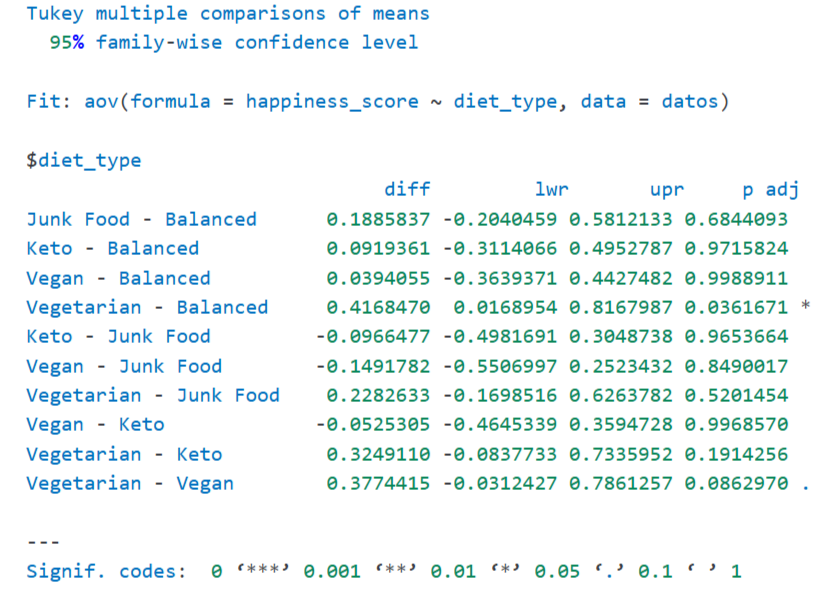 Tukey multiple comparisons of means
95% family-wise confidence level
Fit: aov(formula = happiness_score ~ diet_type, data = datos)
$diet_type
diff lwr upr p adj
Junk Food - Balanced 0.1885837 -0.2040459 0.5812133 0.6844093
Keto - Balanced 0.0919361 -0.3114066 0.4952787 0.9715824
Vegan - Balanced 0.0394055 -0.3639371 0.4427482 0.9988911
Vegetarian - Balanced 0.4168470 0.0168954 0.8167987 0.0361671 *
Keto - Junk Food -0.0966477 -0.4981691 0.3048738 0.9653664
Vegan - Junk Food -0.1491782 -0.5506997 0.2523432 0.8490017
Vegetarian - Junk Food 0.2282633 -0.1698516 0.6263782 0.5201454
Vegan - Keto -0.0525305 -0.4645339 0.3594728 0.9968570
Vegetarian - Keto 0.3249110 -0.0837733 0.7335952 0.1914256
Vegetarian - Vegan 0.3774415 -0.0312427 0.7861257 0.0862970 .
---
Signif. codes: 0 ‘***’ 0.001 ‘**’ 0.01 ‘*’ 0.05 ‘.’ 0.1 ‘ ’ 1